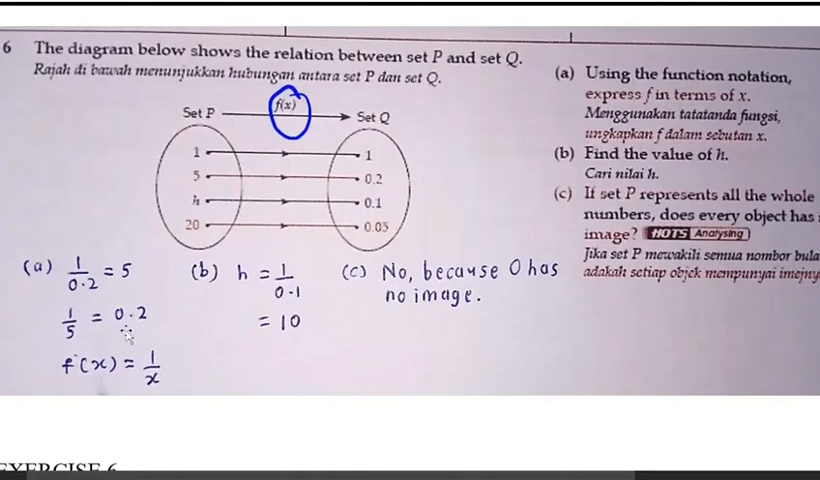 6 The diagram below shows the relation between set P and set Q.
Rajah di bawah menunjukkan hubungan antara set P dan set Q.
Set P f(x) Set Q
1 1
5 0.2
h 0.1
20 0.05
(a) Using the function notation,
express f in terms of x.
Menggunakan tatatanda fungsi,
ungkapkan f dalam sebutan x.
(b) Find the value of h.
Cari nilai h.
(c) If set P represents all the whole
numbers, does every object has
image? HOTS Analysing
Jika set P mewakili semua nombor
adakah setiap objek mempunyai
(a) 1/0.2 = 5
1/5 = 0.2
f(x) = 1/x
(b) h = 1/0.1
= 10
(c) No, because 0 has
no image.
EXERCISE 6